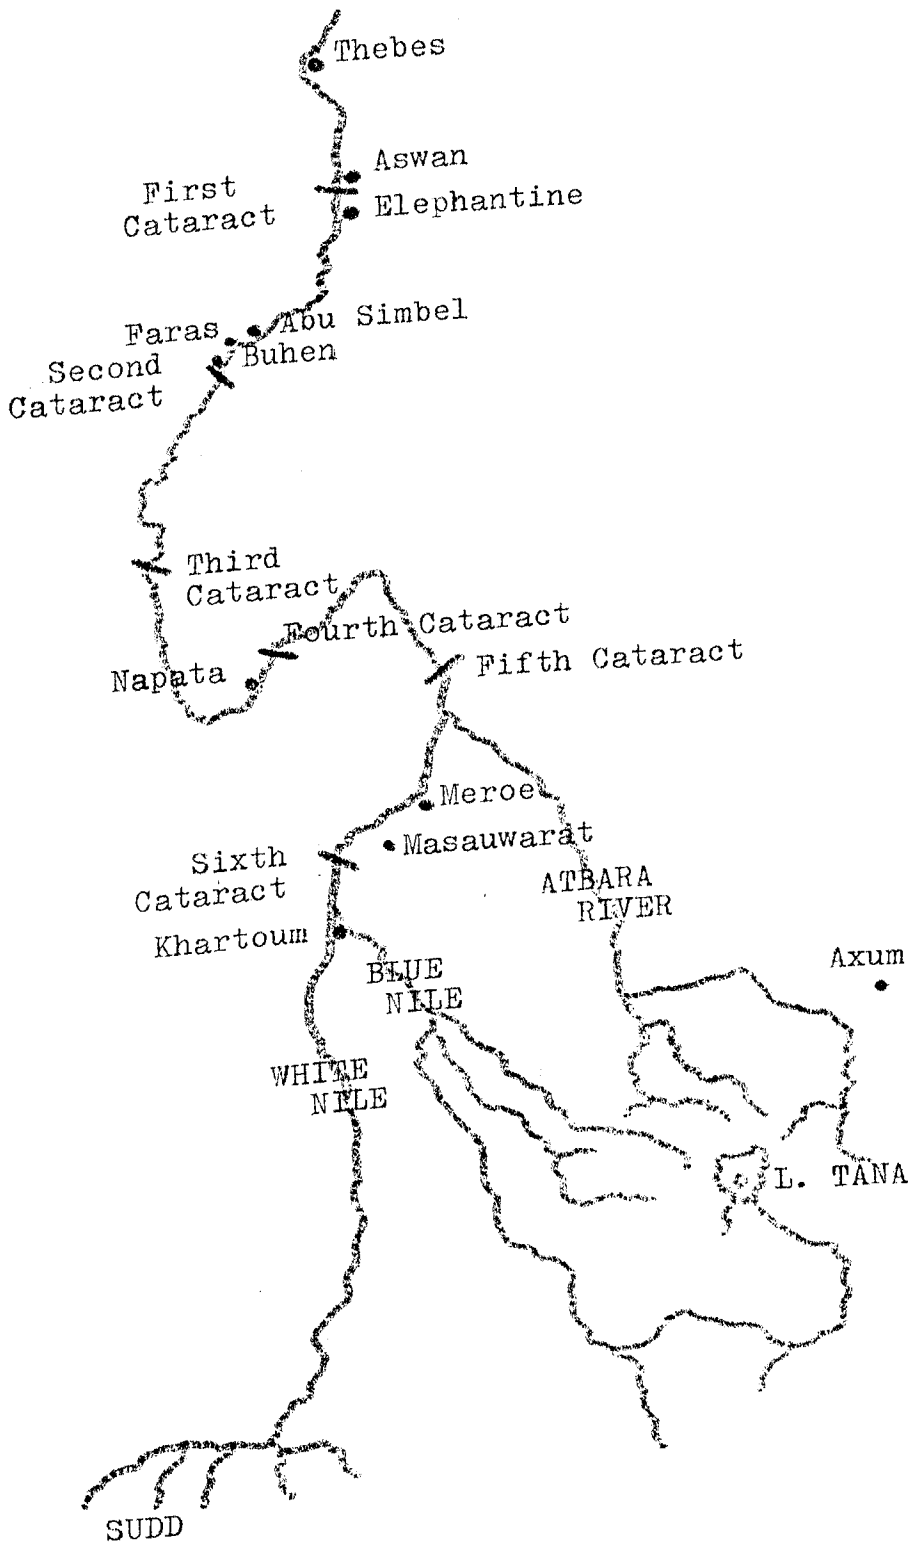 Thebes
Aswan
First
Cataract
Elephantine
Abu Simbel
Faras
Buhen
Second
Cataract
Third
Cataract
Fourth Cataract
Fifth Cataract
Napata
Meroe
Masauwarat
Sixth
Cataract
ATBARA
RIVER
Khartoum
Axum
BLUE
NILE
WHITE
NILE
L. TANA
SUDD